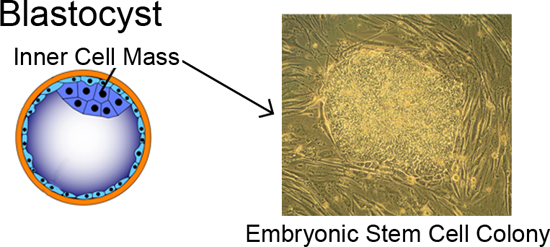 Blastocyst
Inner Cell Mass
Embryonic Stem Cell Colony